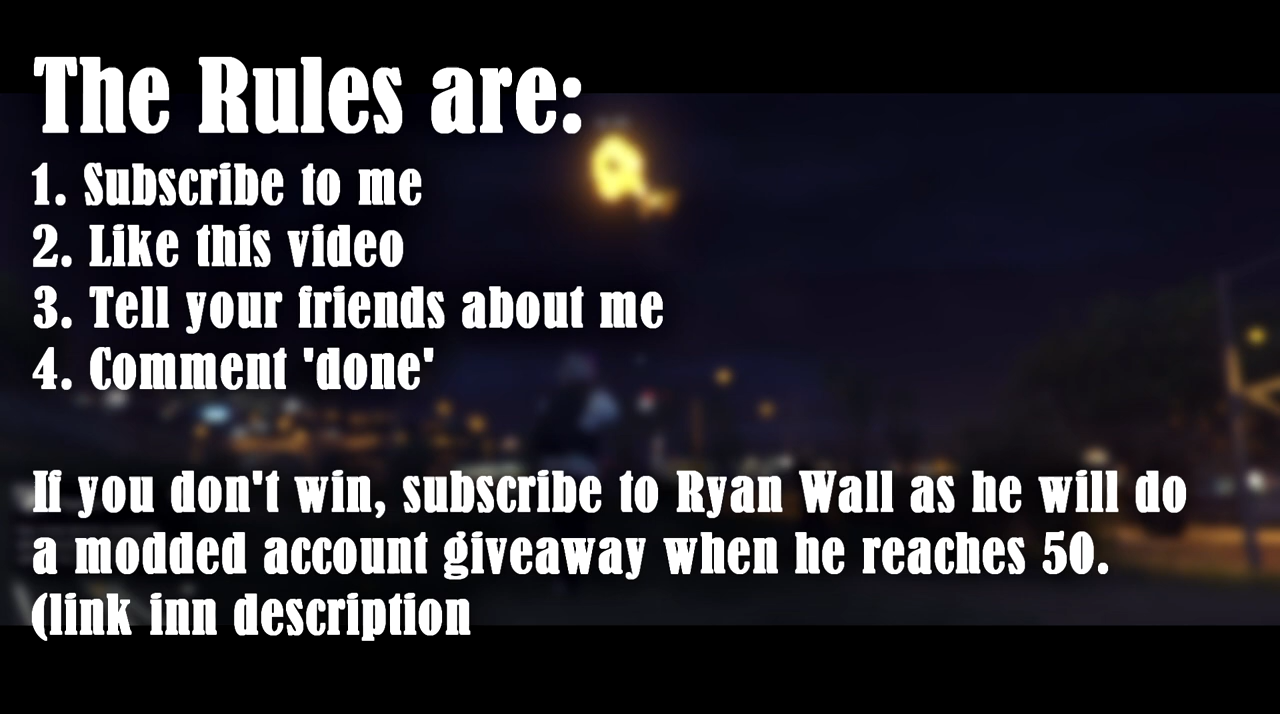 The Rules are:
1. Subscribe to me
2. Like this video
3. Tell your friends about me
4. Comment 'done'
If you don't win, subscribe to Ryan Wall as he will do
a modded account giveaway when he reaches 50.
(link inn description